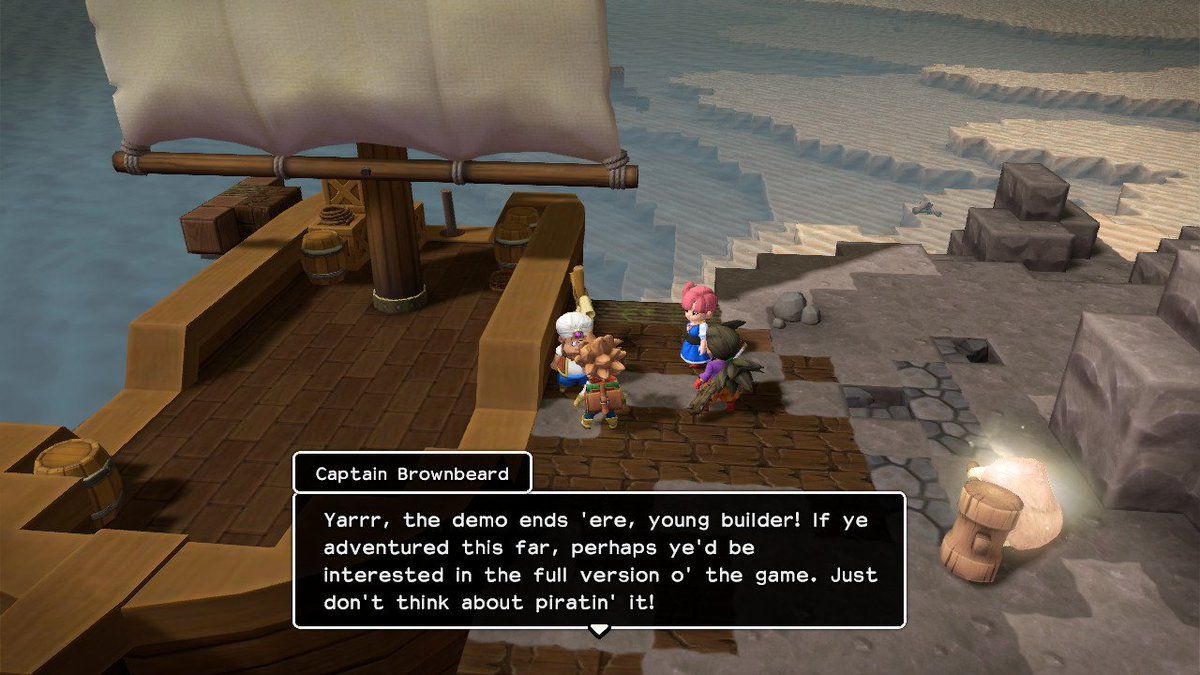 Captain Brownbeard
Yarrr, the demo ends 'ere, young builder! If ye
adventured this far, perhaps ye'd be
interested in the full version o' the game. Just
don't think about piratin' it!